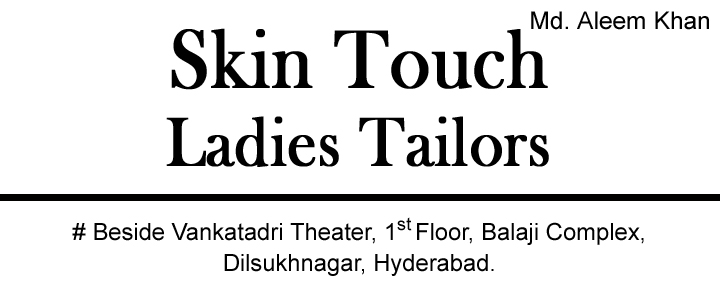 Md. Aleem Khan
Skin Touch
Ladies Tailors
# Beside Vankatadri Theater, 1st Floor, Balaji Complex,
Dilsukhnagar, Hyderabad.